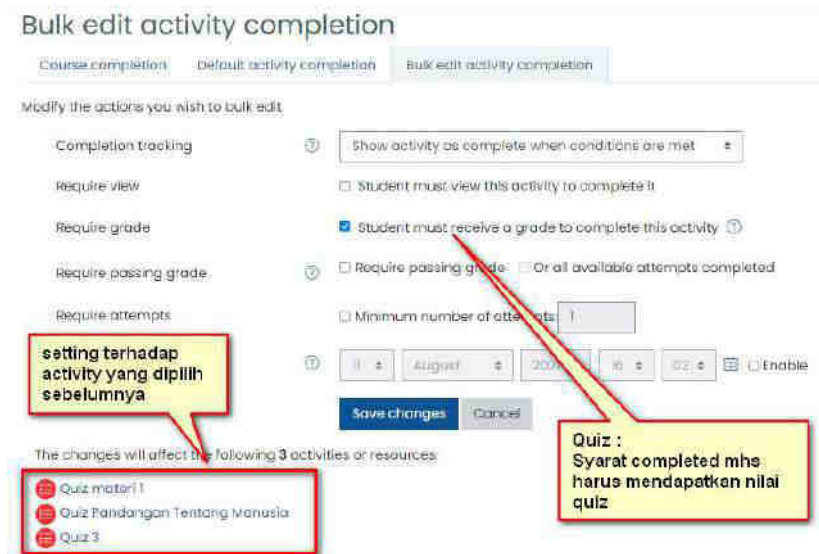 Bulk edit activity completion
Course completion Default activity completion Bulk edit activity completion
Modify the actions you wish to bulk edit
Completion tracking Show activity as complete when conditions are met
Require view Student must view this activity to complete it
Require grade Student must receive a grade to complete this activity
Require passing grade Require passing grade Or all available attempts completed
Require attempts Minimum number of attempts 1
setting terhadap
activity yang dipilih
sebelumnya
11 August 16 02 Enable
Save changes Cancel
Quiz :
Syarat completed mhs
harus mendapatkan nilai
quiz
The changes will affect the following 3 activities or resources:
Quiz materi 1
Quiz Pandangan Tentang Manusia
Quiz 3